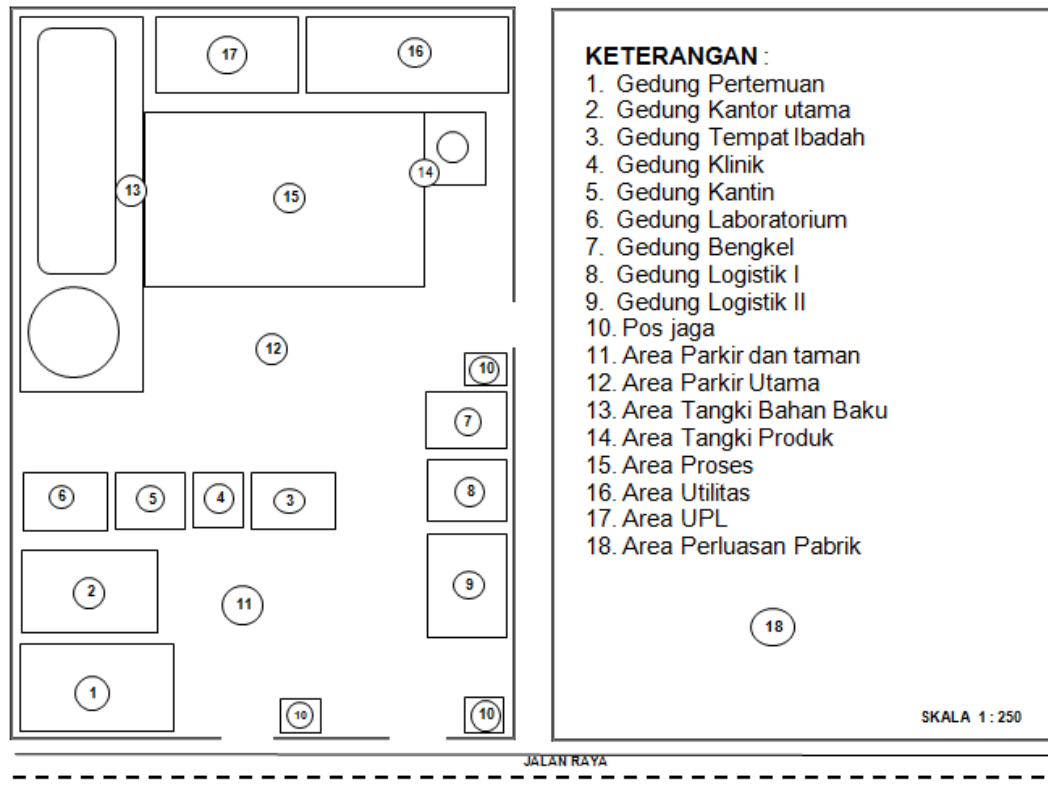 17
16
13
14
15
12
10
7
6
5
4
3
8
2
11
9
1
10
10
KETERANGAN :
1. Gedung Pertemuan
2. Gedung Kantor utama
3. Gedung Tempat Ibadah
4. Gedung Klinik
5. Gedung Kantin
6. Gedung Laboratorium
7. Gedung Bengkel
8. Gedung Logistik I
9. Gedung Logistik II
10. Pos jaga
11. Area Parkir dan taman
12. Area Parkir Utama
13. Area Tangki Bahan Baku
14. Area Tangki Produk
15. Area Proses
16. Area Utilitas
17. Area UPL
18. Area Perluasan Pabrik
18
SKALA 1 : 250
JALAN RAYA